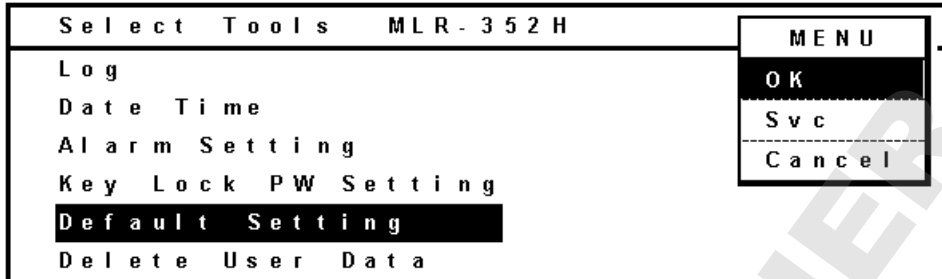 Select Tools MLR-352H
MENU
OK
Svc
Cancel
Log
Date Time
Alarm Setting
Key Lock PW Setting
Default Setting
Delete User Data